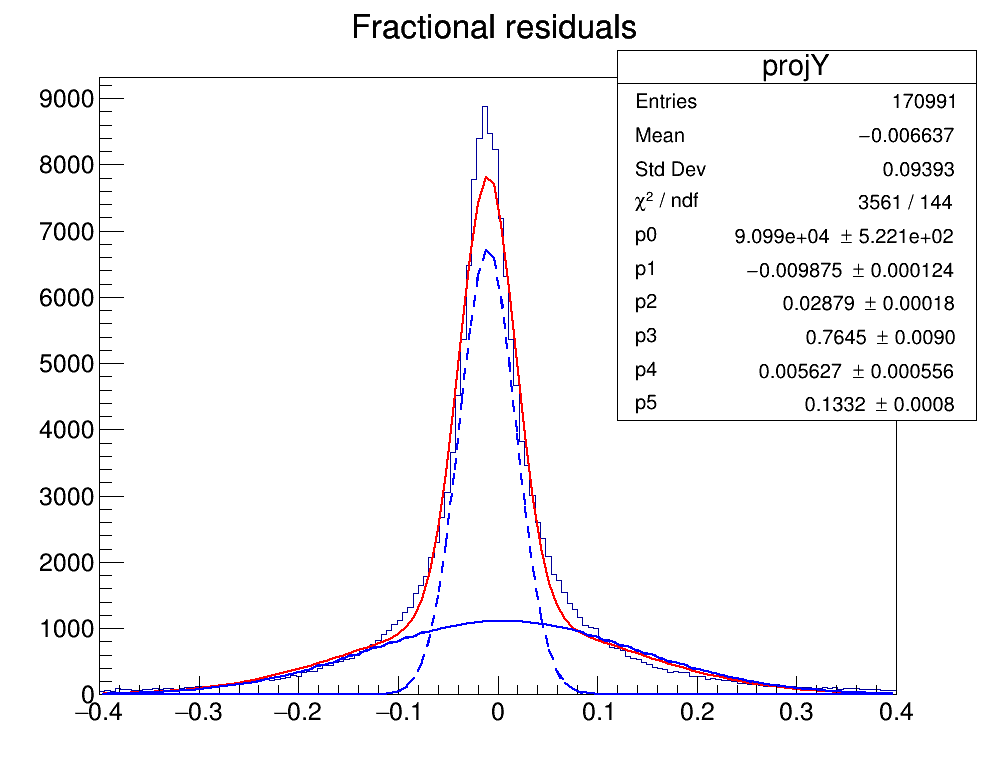 Fractional residuals
projY
Entries 170991
Mean −0.006637
Std Dev 0.09393
χ² / ndf 3561 / 144
p0 9.099e+04 ± 5.221e+02
p1 −0.009875 ± 0.000124
p2 0.02879 ± 0.00018
p3 0.7645 ± 0.0090
p4 0.005627 ± 0.000556
p5 0.1332 ± 0.0008
9000
8000
7000
6000
5000
4000
3000
2000
1000
0
−0.4 −0.3 −0.2 −0.1 0 0.1 0.2 0.3 0.4